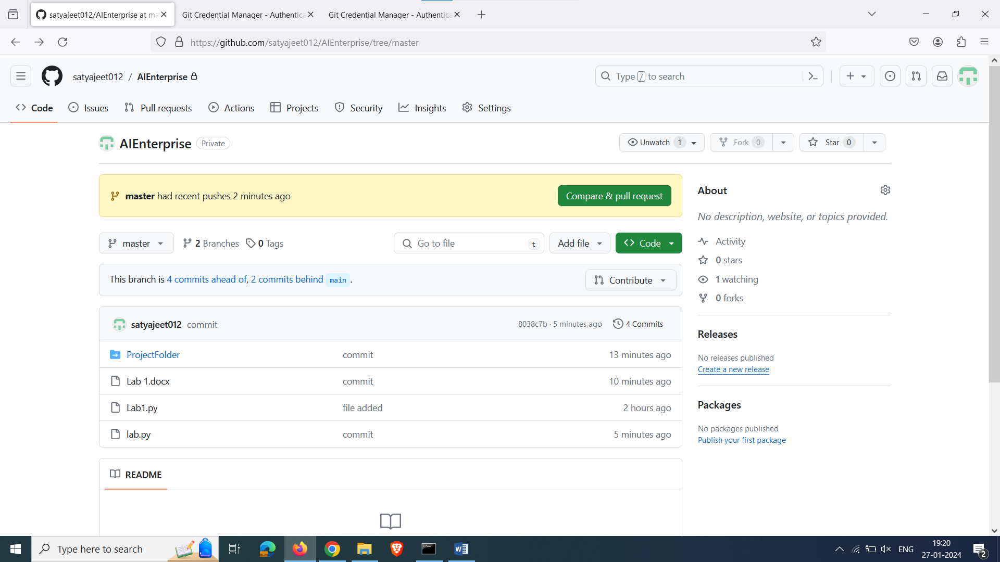 satyajeet012/AIEnterprise at ma
Git Credential Manager - Authentica
Git Credential Manager - Authentica
https://github.com/satyajeet012/AIEnterprise/tree/master
satyajeet012 / AIEnterprise
Type / to search
Code
Issues
Pull requests
Actions
Projects
Security
Insights
Settings
AIEnterprise Private
Unwatch 1
Fork 0
Star 0
master had recent pushes 2 minutes ago
Compare & pull request
master
2 Branches
0 Tags
Go to file t
Add file
Code
This branch is 4 commits ahead of, 2 commits behind main .
Contribute
satyajeet012 commit
8038c7b · 5 minutes ago
4 Commits
ProjectFolder commit 13 minutes ago
Lab 1.docx commit 10 minutes ago
Lab1.py file added 2 hours ago
lab.py commit 5 minutes ago
README
About
No description, website, or topics provided.
Activity
0 stars
1 watching
0 forks
Releases
No releases published
Create a new release
Packages
No packages published
Publish your first package
Type here to search
ENG
19:20
27-01-2024
2